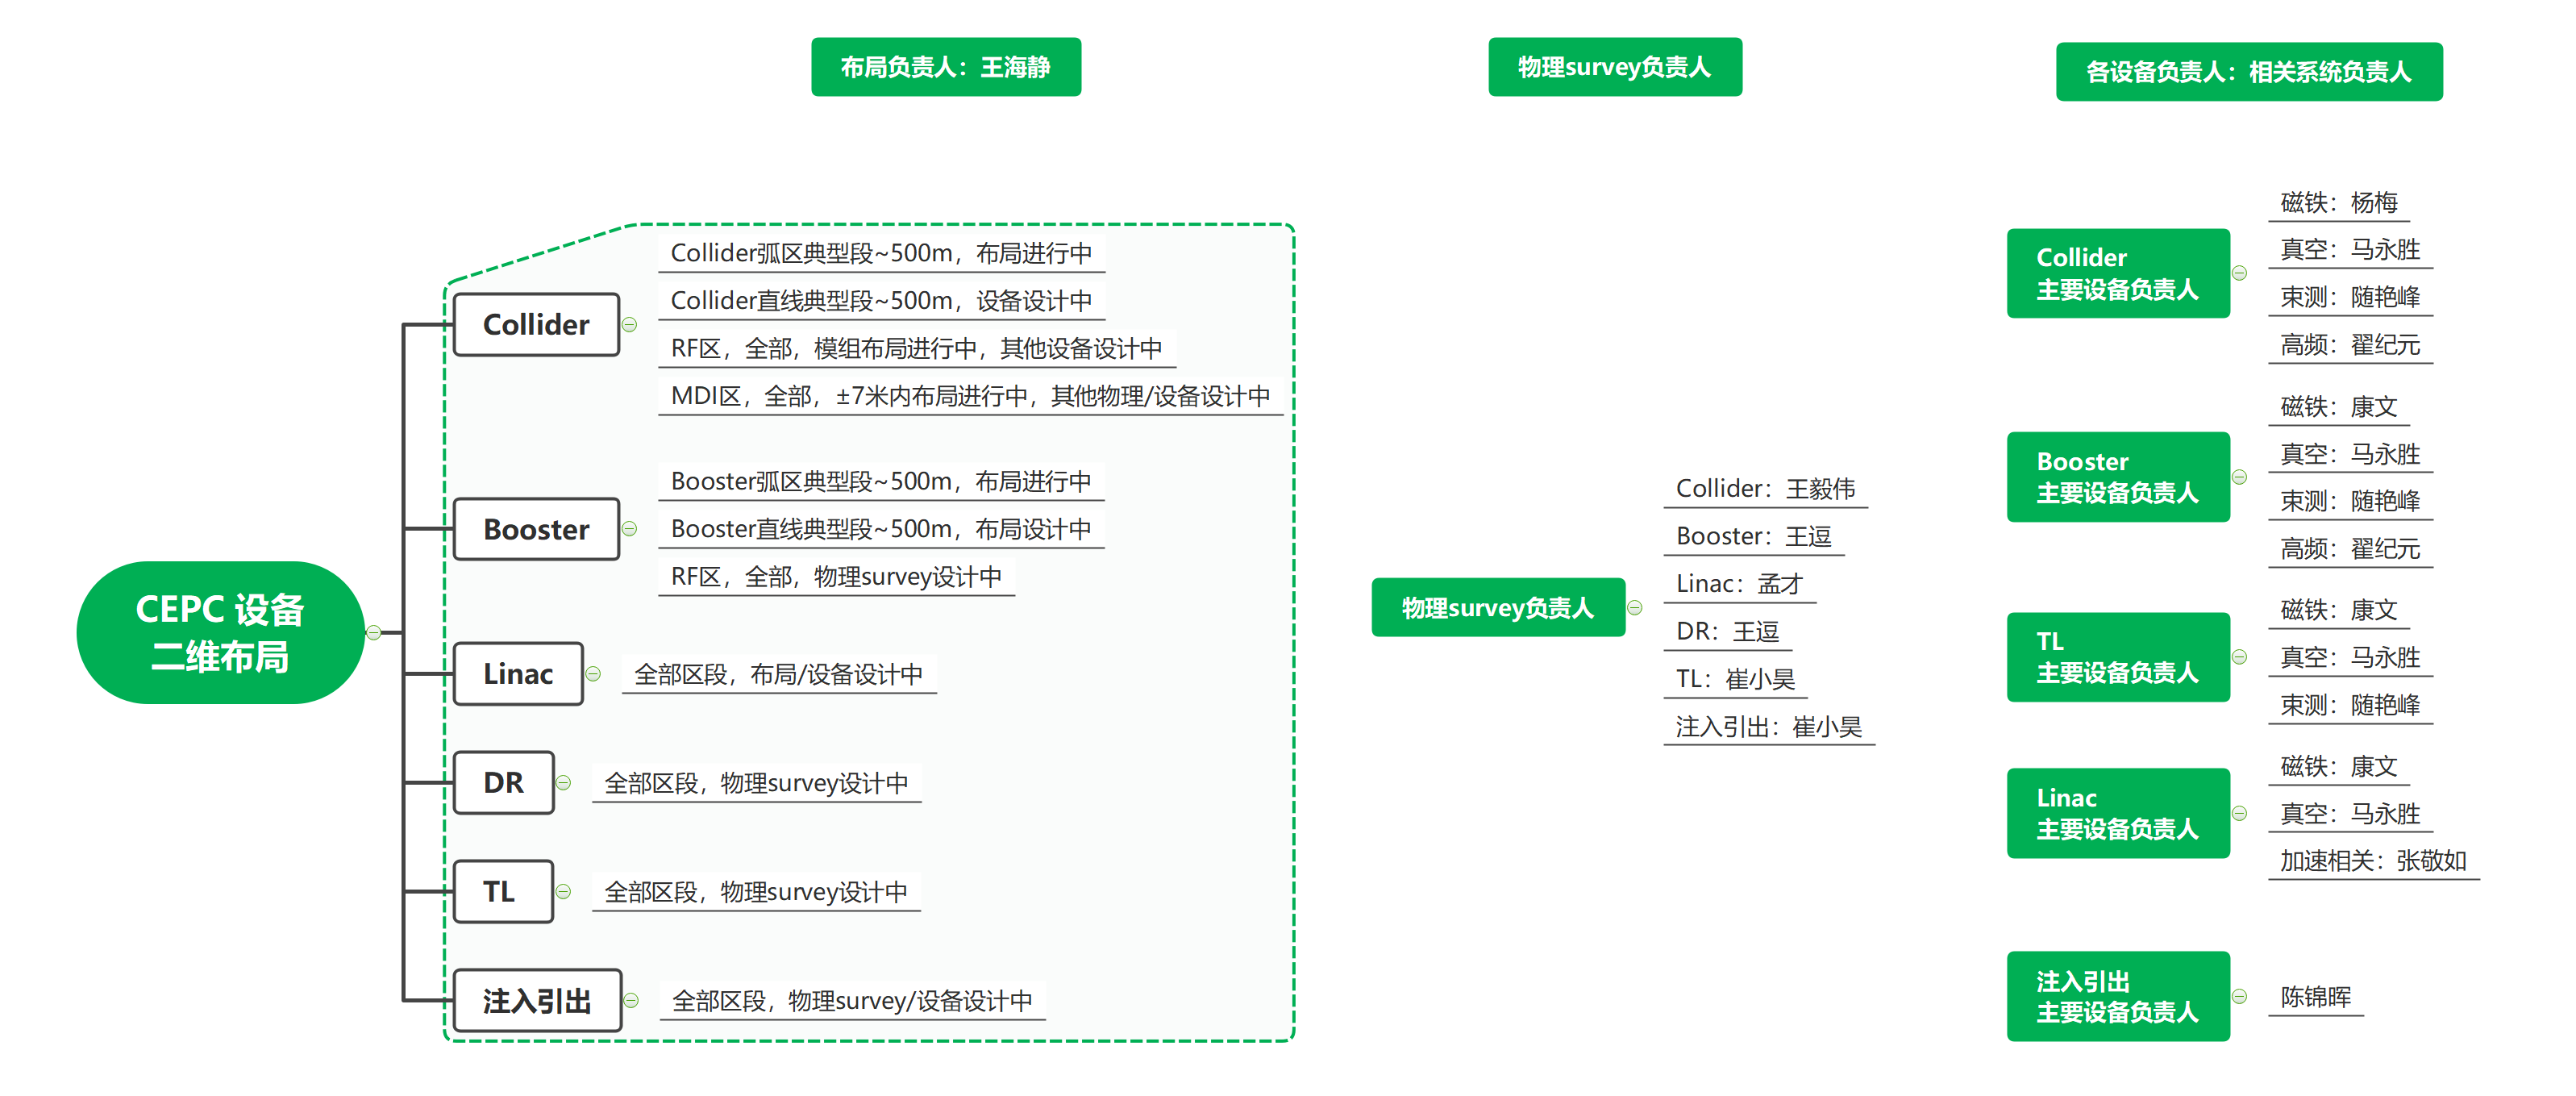 布局负责人：王海静
物理survey负责人
各设备负责人：相关系统负责人
CEPC 设备
二维布局
Collider
Collider弧区典型段~500m，布局进行中
Collider直线典型段~500m，设备设计中
RF区，全部，模组布局进行中，其他设备设计中
MDI区，全部，±7米内布局进行中，其他物理/设备设计中
Booster
Booster弧区典型段~500m，布局进行中
Booster直线典型段~500m，布局设计中
RF区，全部，物理survey设计中
Linac
全部区段，布局/设备设计中
DR
全部区段，物理survey设计中
TL
全部区段，物理survey设计中
注入引出
全部区段，物理survey/设备设计中
物理survey负责人
Collider：王毅伟
Booster：王逗
Linac：孟才
DR：王逗
TL：崔小昊
注入引出：崔小昊
Collider
主要设备负责人
磁铁：杨梅
真空：马永胜
束测：随艳峰
高频：翟纪元
Booster
主要设备负责人
磁铁：康文
真空：马永胜
束测：随艳峰
高频：翟纪元
TL
主要设备负责人
磁铁：康文
真空：马永胜
束测：随艳峰
Linac
主要设备负责人
磁铁：康文
真空：马永胜
加速相关：张敬如
注入引出
主要设备负责人
陈锦晖